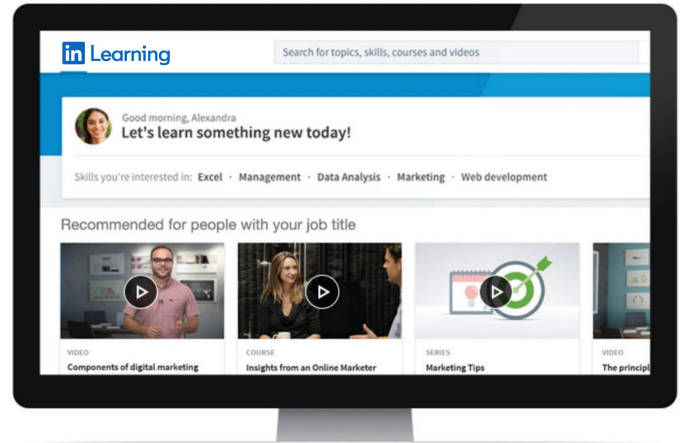 in Learning
Search for topics, skills, courses and videos
Good morning, Alexandra
Let's learn something new today!
Skills you're interested in: Excel · Management · Data Analysis · Marketing · Web development
Recommended for people with your job title
VIDEO
Components of digital marketing
COURSE
Insights from an Online Marketer
SERIES
Marketing Tips
VIDEO
The principl